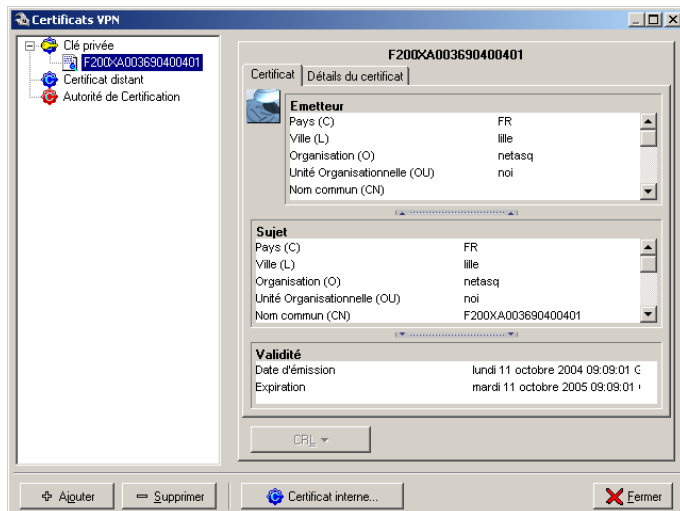 Certificats VPN
Clé privée
F200XA003690400401
Certificat distant
Autorité de Certification
F200XA003690400401
Certificat Détails du certificat
Emetteur
Pays (C) FR
Ville (L) lille
Organisation (O) netasq
Unité Organisationnelle (OU) noi
Nom commun (CN)
Sujet
Pays (C) FR
Ville (L) lille
Organisation (O) netasq
Unité Organisationnelle (OU) noi
Nom commun (CN) F200XA003690400401
Validité
Date d'émission lundi 11 octobre 2004 09:09:01 G
Expiration mardi 11 octobre 2005 09:09:01
CRL
Ajouter Supprimer Certificat interne... Fermer